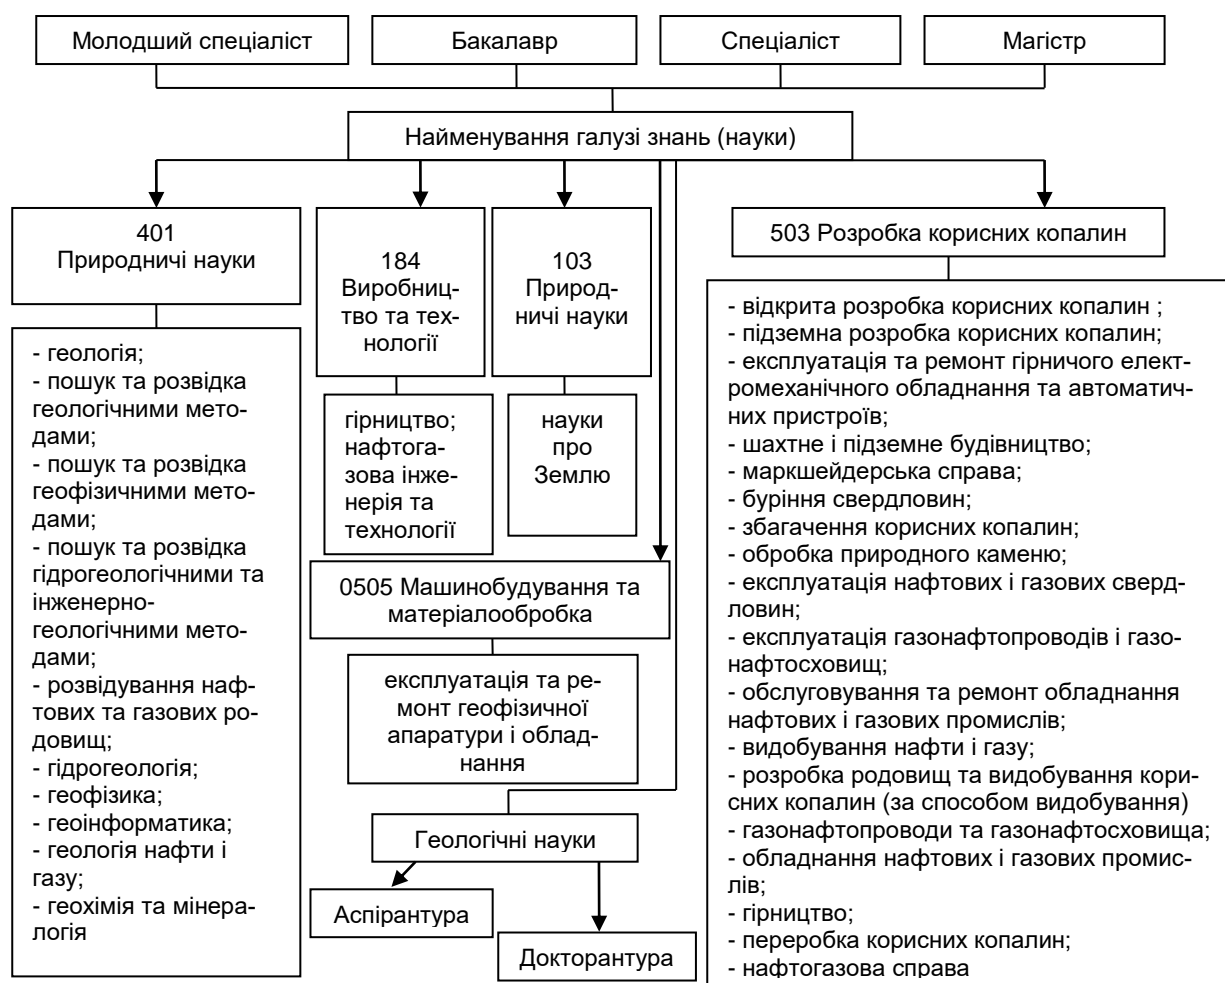 Молодший спеціаліст
Бакалавр
Спеціаліст
Магістр
Найменування галузі знань (науки)
401
Природничі науки
184
Виробниц-
тво та тех-
нології
103
Природ-
ничі науки
503 Розробка корисних копалин
- геологія;
- пошук та розвідка
геологічними мето-
дами;
- пошук та розвідка
геофізичними мето-
дами;
- пошук та розвідка
гідрогеологічними та
інженерно-
геологічними мето-
дами;
- розвідування наф-
тових та газових ро-
довищ;
- гідрогеологія;
- геофізика;
- геоінформатика;
- геологія нафти і
газу;
- геохімія та мінера-
логія
гірництво;
нафтога-
зова інже-
нерія та
технології
науки
про
Землю
0505 Машинобудування та
матеріалообробка
експлуатація та ре-
монт геофізичної
апаратури і облад-
нання
Геологічні науки
Аспірантура
Докторантура
- відкрита розробка корисних копалин ;
- підземна розробка корисних копалин;
- експлуатація та ремонт гірничого елект-
ромеханічного обладнання та автоматич-
них пристроїв;
- шахтне і підземне будівництво;
- маркшейдерська справа;
- буріння свердловин;
- збагачення корисних копалин;
- обробка природного каменю;
- експлуатація нафтових і газових сверд-
ловин;
- експлуатація газонафтопроводів і газо-
нафтосховищ;
- обслуговування та ремонт обладнання
нафтових і газових промислів;
- видобування нафти і газу;
- розробка родовищ та видобування кори-
сних копалин (за способом видобування)
- газонафтопроводи та газонафтосховища;
- обладнання нафтових і газових промис-
лів;
- гірництво;
- переробка корисних копалин;
- нафтогазова справа